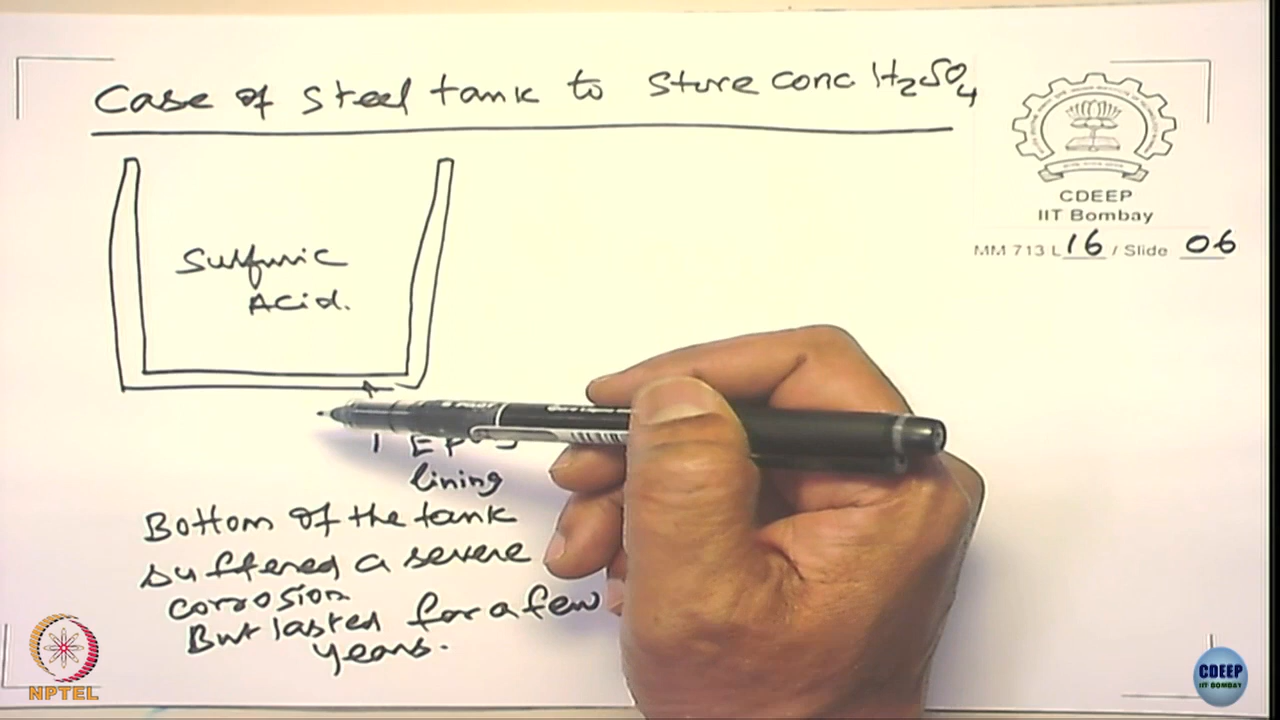 Case of Steel tank to Store conc H₂SO₄
Sulfuric
Acid.
lining
Bottom of the tank
suffered a severe
corrosion
But lasted for a few
years.
CDEEP
IIT Bombay
MM 713 L 16 / Slide 06
NPTEL
CDEEP
IIT BOMBAY